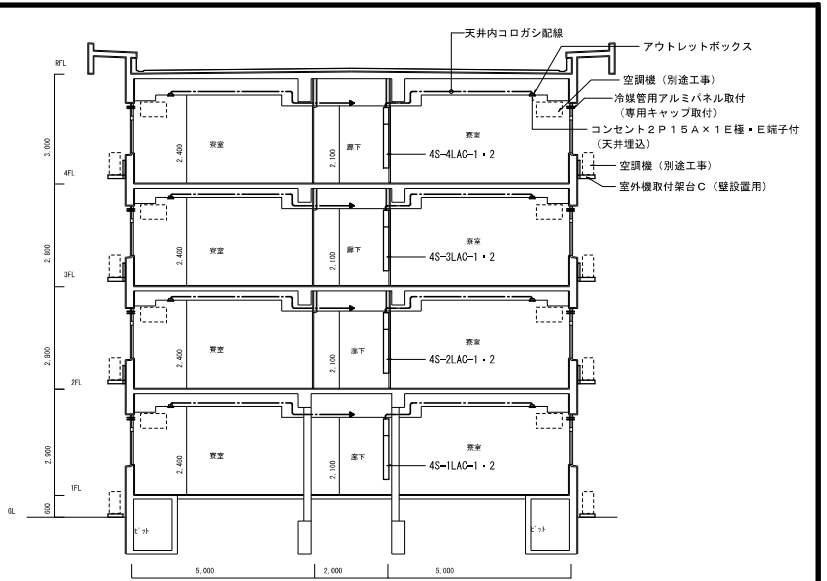 天井内コロガシ配線
アウトレットボックス
RFL
空調機（別途工事）
冷媒管用アルミパネル取付
（専用キャップ取付）
コンセント２Ｐ１５Ａ×１Ｅ極・Ｅ端子付
（天井埋込）
3,000
2,400
寮室
廊下
2,100
寮室
4S-4LAC-1・2
空調機（別途工事）
4FL
室外機取付架台Ｃ（壁設置用）
2,800
2,400
寮室
廊下
2,100
寮室
4S-3LAC-1・2
3FL
2,800
2,400
寮室
廊下
2,100
寮室
4S-2LAC-1・2
2FL
2,900
2,400
寮室
廊下
2,100
寮室
4S-1LAC-1・2
1FL
GL
600
ピット
ピット
5,000
2,000
5,000